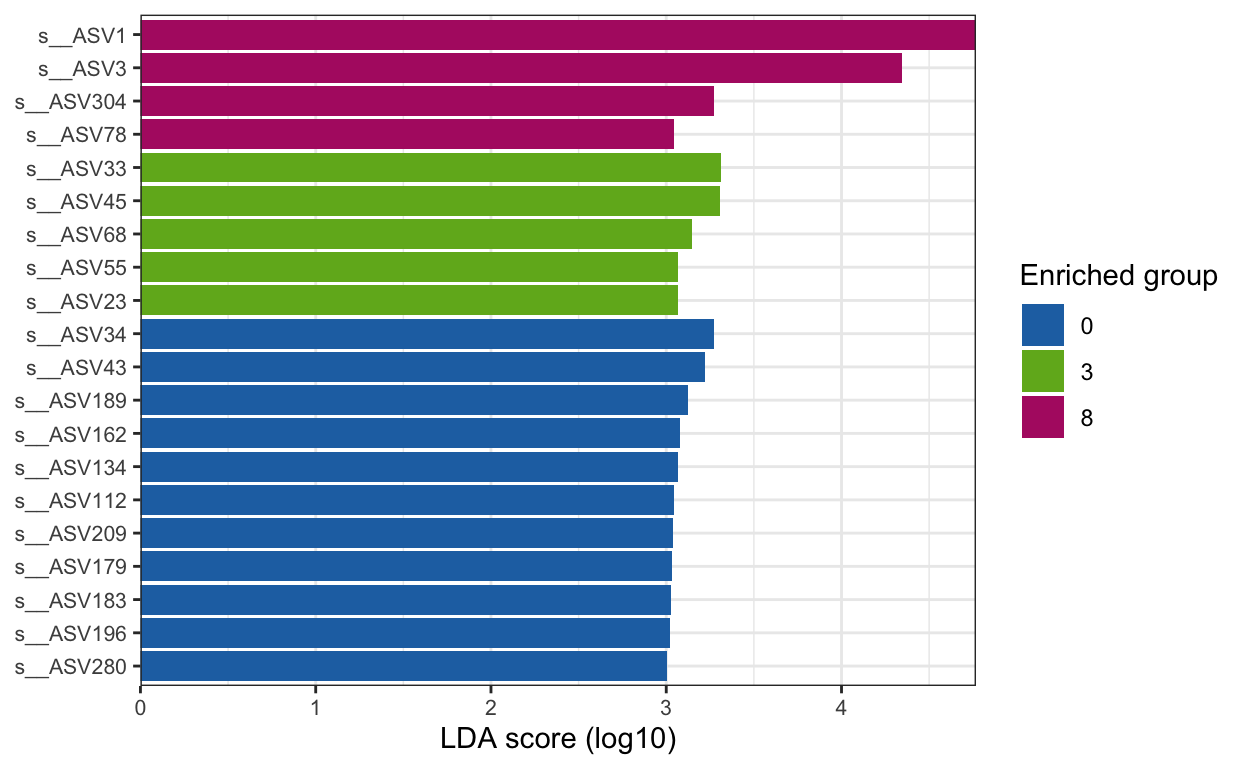 s__ASV1
s__ASV3
s__ASV304
s__ASV78
s__ASV33
s__ASV45
s__ASV68
s__ASV55
s__ASV23
s__ASV34
s__ASV43
s__ASV189
s__ASV162
s__ASV134
s__ASV112
s__ASV209
s__ASV179
s__ASV183
s__ASV196
s__ASV280
0 1 2 3 4
LDA score (log10)
Enriched group
0
3
8